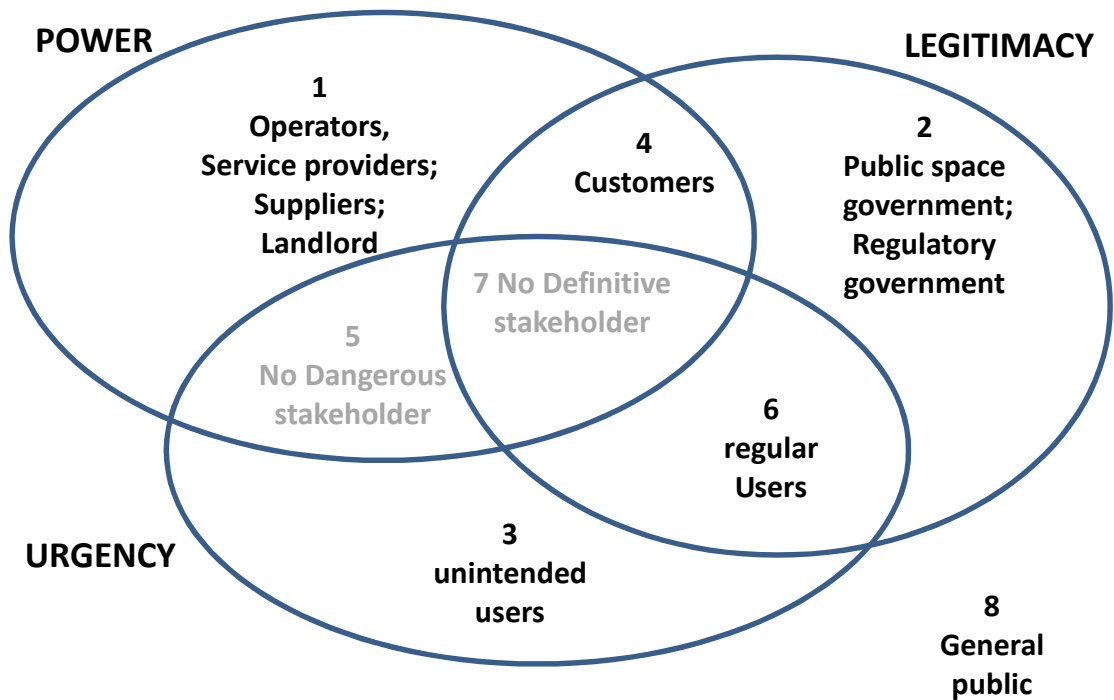 POWER
LEGITIMACY
1
Operators,
Service providers;
Suppliers;
Landlord
4
Customers
2
Public space
government;
Regulatory
government
7 No Definitive
stakeholder
5
No Dangerous
stakeholder
6
regular
Users
URGENCY
3
unintended
users
8
General
public